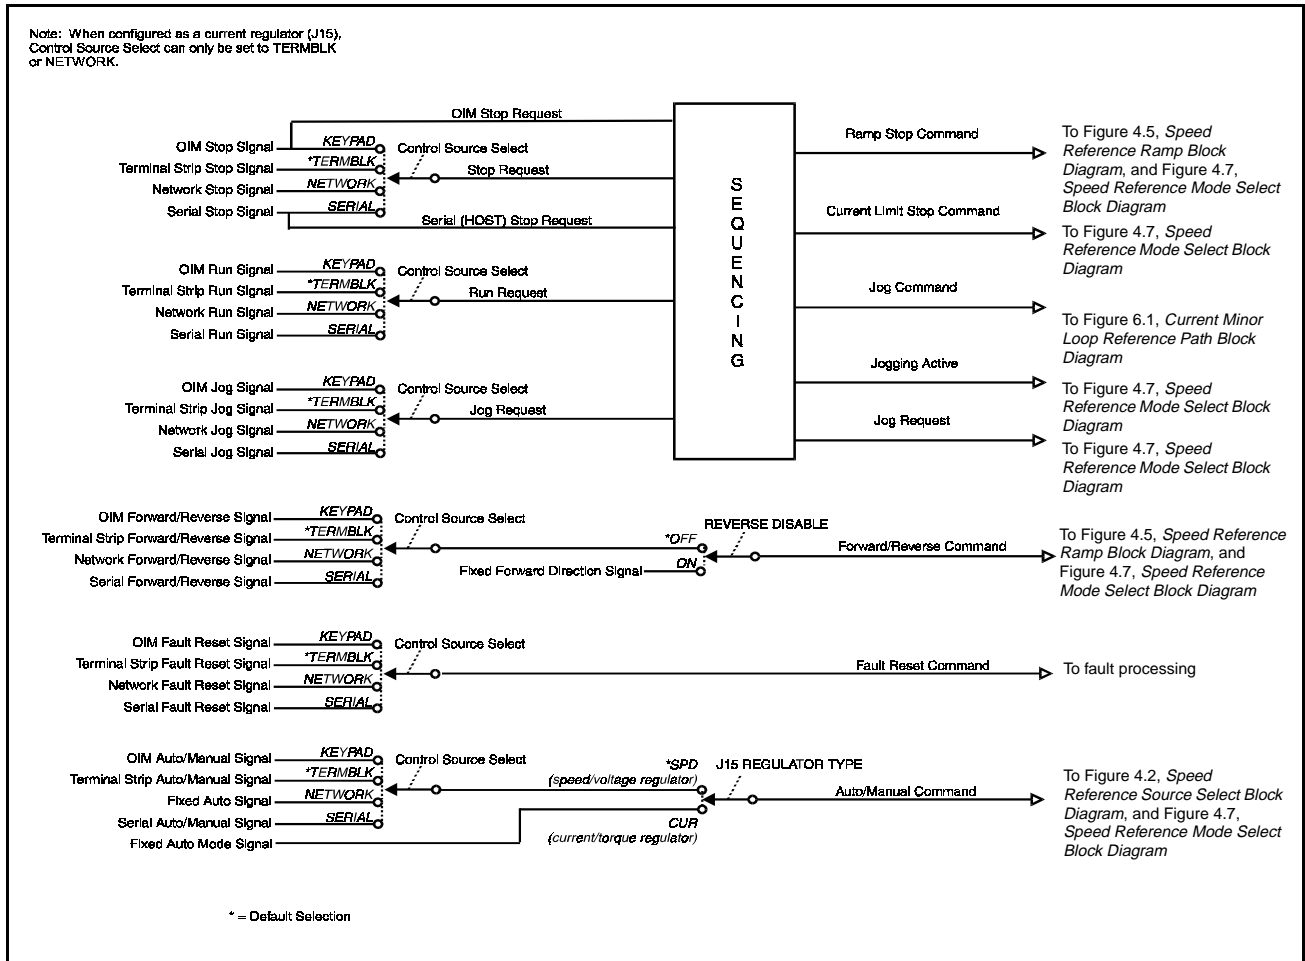 Note: When configured as a current regulator (J15),
Control Source Select can only be set to TERMBLK
or NETWORK.
OIM Stop Request
OIM Stop Signal
KEYPAD
Terminal Strip Stop Signal
*TERMBLK
Network Stop Signal
NETWORK
Serial Stop Signal
SERIAL
Control Source Select
Stop Request
Serial (HOST) Stop Request
OIM Run Signal
KEYPAD
Terminal Strip Run Signal
*TERMBLK
Network Run Signal
NETWORK
Serial Run Signal
SERIAL
Control Source Select
Run Request
OIM Jog Signal
KEYPAD
Terminal Strip Jog Signal
*TERMBLK
Network Jog Signal
NETWORK
Serial Jog Signal
SERIAL
Control Source Select
Jog Request
S
E
Q
U
E
N
C
I
N
G
Ramp Stop Command
To Figure 4.5, Speed
Reference Ramp Block
Diagram, and Figure 4.7,
Speed Reference Mode Select
Block Diagram
Current Limit Stop Command
To Figure 4.7, Speed
Reference Mode Select Block
Diagram
Jog Command
To Figure 6.1, Current Minor
Loop Reference Path Block
Diagram
Jogging Active
To Figure 4.7, Speed
Reference Mode Select Block
Diagram
Jog Request
To Figure 4.7, Speed
Reference Mode Select Block
Diagram
OIM Forward/Reverse Signal
KEYPAD
Terminal Strip Forward/Reverse Signal
*TERMBLK
Network Forward/Reverse Signal
NETWORK
Serial Forward/Reverse Signal
SERIAL
Control Source Select
*OFF
REVERSE DISABLE
Fixed Forward Direction Signal
ON
Forward/Reverse Command
To Figure 4.5, Speed Reference
Ramp Block Diagram, and
Figure 4.7, Speed Reference
Mode Select Block Diagram
OIM Fault Reset Signal
KEYPAD
Terminal Strip Fault Reset Signal
*TERMBLK
Network Fault Reset Signal
NETWORK
Serial Fault Reset Signal
SERIAL
Control Source Select
Fault Reset Command
To fault processing
OIM Auto/Manual Signal
KEYPAD
Terminal Strip Auto/Manual Signal
*TERMBLK
Fixed Auto Signal
NETWORK
Serial Auto/Manual Signal
SERIAL
Fixed Auto Mode Signal
Control Source Select
*SPD
(speed/voltage regulator)
J15 REGULATOR TYPE
CUR
(current/torque regulator)
Auto/Manual Command
To Figure 4.2, Speed
Reference Source Select Block
Diagram, and Figure 4.7,
Speed Reference Mode Select
Block Diagram
* = Default Selection